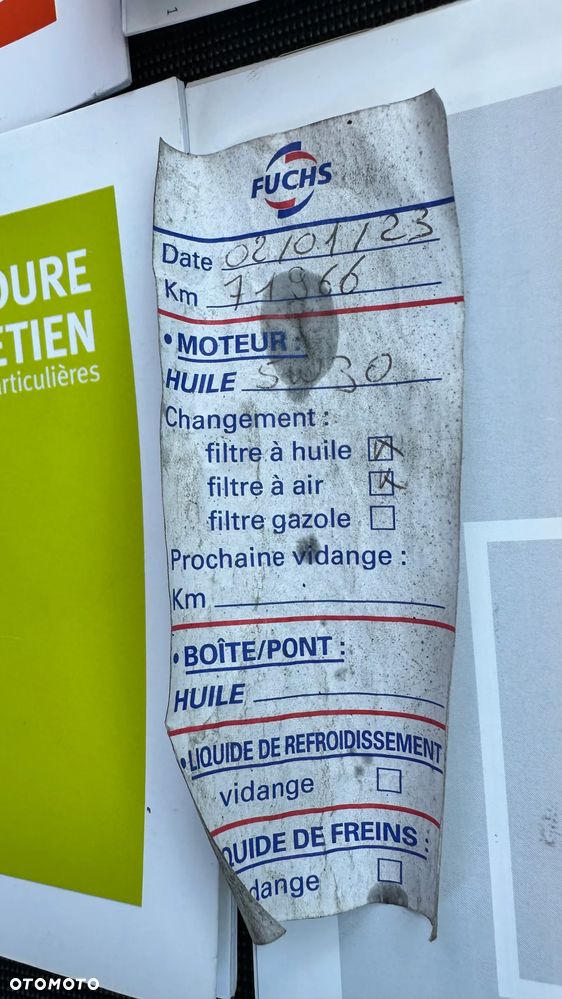 DURE
ETIEN
articulières
FUCHS
Date 02/01/23
Km 71966
• MOTEUR :
HUILE 5W30
Changement :
filtre à huile
filtre à air
filtre gazole
Prochaine vidange :
Km
• BOÎTE/PONT :
HUILE
• LIQUIDE DE REFROIDISSEMENT
vidange
QUIDE DE FREINS :
dange
OTOMOTO